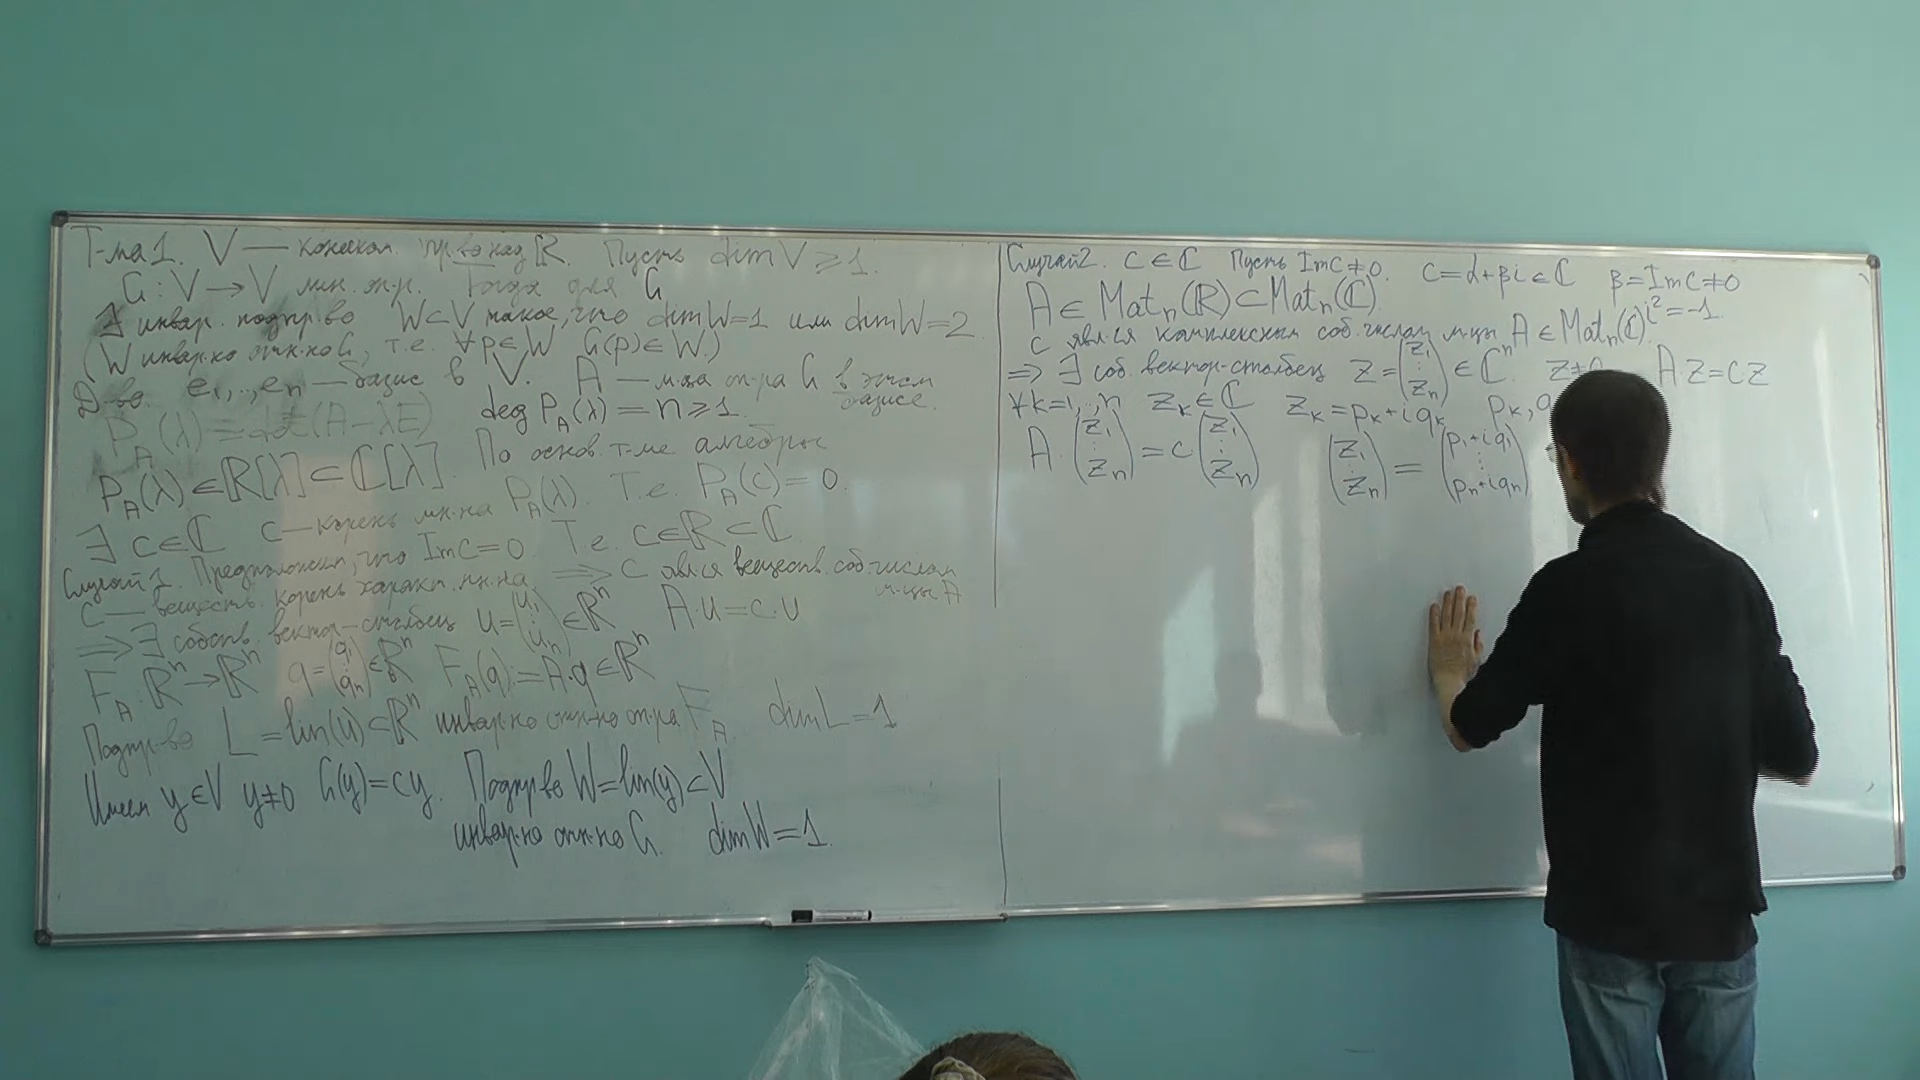 Т-ма 1. V — конечном. пр-во над ℝ. Пусть dim V ⩾ 1.
G : V → V лин. оп-р. Тогда для G
∃ инвар. подпр-во W ⊂ V такое, что dim W = 1 или dim W = 2
(W инвар-но отн-но G, т.е. ∀ p ∈ W G(p) ∈ W.)
Д-во. e₁,..,eₙ — базис в V. A — м-ца оп-ра G в этом базисе.
P_A(λ) = det(A − λE) deg P_A(λ) = n ⩾ 1.
P_A(λ) ∈ ℝ[λ] ⊂ ℂ[λ]. По основ. т-ме алгебры
∃ c ∈ ℂ c — корень мн-на P_A(λ). Т.е. P_A(c) = 0.
Случай 1. Предположим, что Im c = 0. Т.е. c ∈ ℝ ⊂ ℂ.
c — веществ. корень характ. мн-на. ⟹ c явл-ся веществ. соб. числом м-цы A
⟹ ∃ собств. вектор-столбец u = (u₁ ⋮ uₙ) ∈ ℝⁿ A·u = c·u
F_A : ℝⁿ → ℝⁿ q = (q₁ ⋮ qₙ) ∈ ℝⁿ F_A(q) := A·q ∈ ℝⁿ
Подпр-во L = lin(u) ⊂ ℝⁿ инвар-но отн-но оп-ра F_A. dim L = 1
Имеем y ∈ V y ≠ 0 G(y) = cy. Подпр-во W = lin(y) ⊂ V
инвар-но отн-но G. dim W = 1.
Случай 2. c ∈ ℂ Пусть Im c ≠ 0. c = α + βi ∈ ℂ β = Im c ≠ 0
A ∈ Matₙ(ℝ) ⊂ Matₙ(ℂ). i² = −1.
c явл-ся комплексным соб. числом м-цы A ∈ Matₙ(ℂ).
⟹ ∃ соб. вектор-столбец z = (z₁ ⋮ zₙ) ∈ ℂⁿ. z ≠ 0 A z = c z
∀ k = 1,..,n z_k ∈ ℂ z_k = p_k + i q_k p_k, q
A·(z₁ ⋮ zₙ) = c (z₁ ⋮ zₙ) (z₁ ⋮ zₙ) = (p₁+iq₁ ⋮ pₙ+iqₙ)